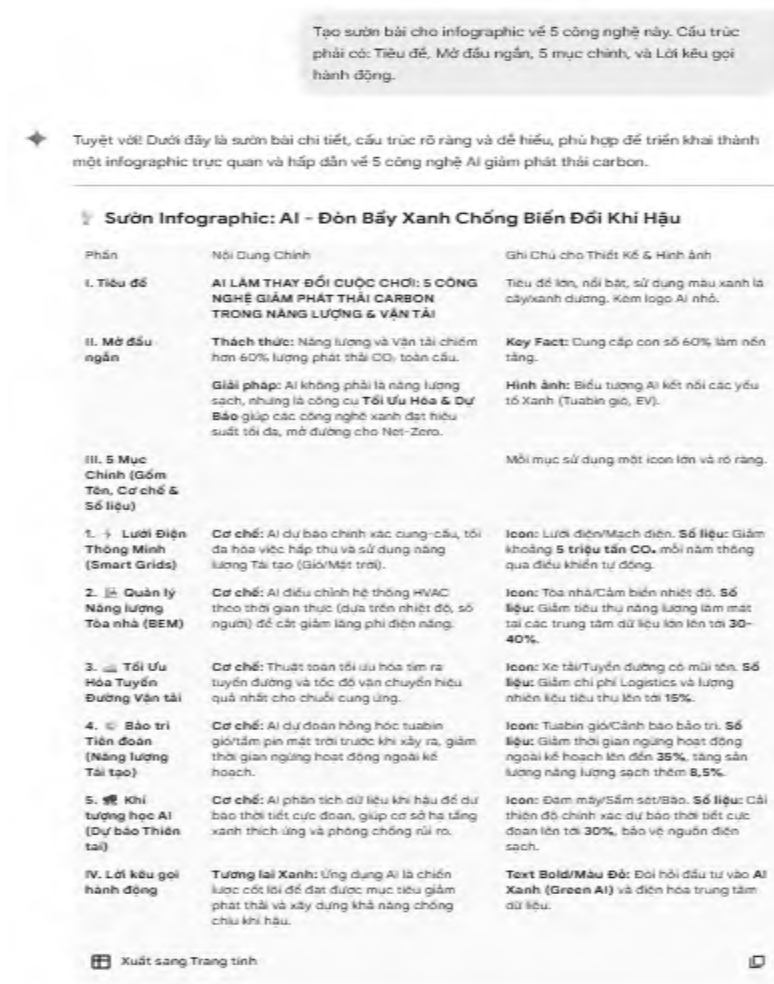 Tạo sườn bài cho infographic về 5 công nghệ này. Cấu trúc
phải có: Tiêu đề, Mở đầu ngắn, 5 mục chính, và Lời kêu gọi
hành động.
Tuyệt vời! Dưới đây là sườn bài chi tiết, cấu trúc rõ ràng và dễ hiểu, phù hợp để triển khai thành
một infographic trực quan và hấp dẫn về 5 công nghệ AI giảm phát thải carbon.
Sườn Infographic: AI - Đòn Bẩy Xanh Chống Biến Đổi Khí Hậu
Phần
Nội Dung Chính
Ghi Chú cho Thiết Kế & Hình ảnh
I. Tiêu đề
AI LÀM THAY ĐỔI CUỘC CHƠI: 5 CÔNG
NGHỆ GIẢM PHÁT THẢI CARBON
TRONG NĂNG LƯỢNG & VẬN TẢI
Tiêu đề lớn, nổi bật, sử dụng màu xanh lá
cây/xanh dương. Kèm logo AI nhỏ.
II. Mở đầu
ngắn
Thách thức: Năng lượng và Vận tải chiếm
hơn 60% lượng phát thải CO₂ toàn cầu.
Key Fact: Cung cấp con số 60% làm nền
tảng.
Giải pháp: AI không phải là năng lượng
sạch, nhưng là công cụ Tối Ưu Hóa & Dự
Báo giúp các công nghệ xanh đạt hiệu
suất tối đa, mở đường cho Net-Zero.
Hình ảnh: Biểu tượng AI kết nối các yếu
tố Xanh (Tuabin gió, EV).
III. 5 Mục
Chính (Gồm
Tên, Cơ chế &
Số liệu)
Mỗi mục sử dụng một icon lớn và rõ ràng.
1. Lưới Điện
Thông Minh
(Smart Grids)
Cơ chế: AI dự báo chính xác cung-cầu, tối
đa hóa việc hấp thu và sử dụng năng
lượng Tái tạo (Gió/Mặt trời).
Icon: Lưới điện/Mạch điện. Số liệu: Giảm
khoảng 5 triệu tấn CO₂ mỗi năm thông
qua điều khiển tự động.
2. Quản lý
Năng lượng
Tòa nhà (BEM)
Cơ chế: AI điều chỉnh hệ thống HVAC
theo thời gian thực (dựa trên nhiệt độ, số
người) để cắt giảm lãng phí điện năng.
Icon: Tòa nhà/Cảm biến nhiệt độ. Số
liệu: Giảm tiêu thụ năng lượng làm mát
tại các trung tâm dữ liệu lớn lên tới 30-
40%.
3. Tối Ưu
Hóa Tuyến
Đường Vận tải
Cơ chế: Thuật toán tối ưu hóa tìm ra
tuyến đường và tốc độ vận chuyển hiệu
quả nhất cho chuỗi cung ứng.
Icon: Xe tải/Tuyến đường có mũi tên. Số
liệu: Giảm chi phí Logistics và lượng
nhiên liệu tiêu thụ lên tới 15%.
4. Bảo trì
Tiên đoán
(Năng lượng
Tái tạo)
Cơ chế: AI dự đoán hỏng hóc tuabin
gió/tấm pin mặt trời trước khi xảy ra, giảm
thời gian ngừng hoạt động ngoài kế
hoạch.
Icon: Tuabin gió/Cảnh báo bảo trì. Số
liệu: Giảm thời gian ngừng hoạt động
ngoài kế hoạch lên đến 35%, tăng sản
lượng năng lượng sạch thêm 8,5%.
5. Khí
tượng học AI
(Dự báo Thiên
tai)
Cơ chế: AI phân tích dữ liệu khí hậu để dự
báo thời tiết cực đoan, giúp cơ sở hạ tầng
xanh thích ứng và phòng chống rủi ro.
Icon: Đám mây/Sấm sét/Bão. Số liệu: Cải
thiện độ chính xác dự báo thời tiết cực
đoan lên tới 30%, bảo vệ nguồn điện
sạch.
IV. Lời kêu gọi
hành động
Tương lai Xanh: Ứng dụng AI là chiến
lược cốt lõi để đạt được mục tiêu giảm
phát thải và xây dựng khả năng chống
chịu khí hậu.
Text Bold/Màu Đỏ: Đòi hỏi đầu tư vào AI
Xanh (Green AI) và điện hóa trung tâm
dữ liệu.
Xuất sang Trang tính